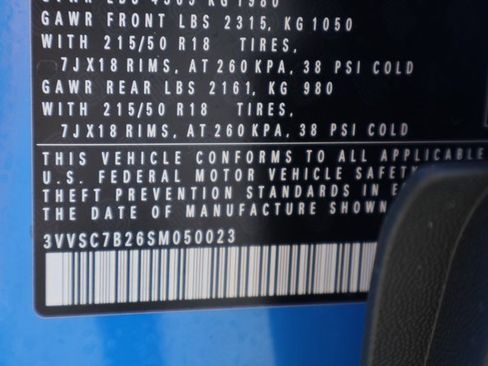 GAWR FRONT LBS 2315, KG 1050
WITH 215/50 R18 TIRES,
7JX18 RIMS, AT 260 KPA, 38 PSI COLD
GAWR REAR LBS 2161, KG 980
WITH 215/50 R18 TIRES,
7JX18 RIMS, AT 260 KPA, 38 PSI COLD
THIS VEHICLE CONFORMS TO ALL APPLICABLE
U.S. FEDERAL MOTOR VEHICLE SAFETY
THEFT PREVENTION STANDARDS IN
THE DATE OF MANUFACTURE SHOWN
3VVSC7B26SM050023